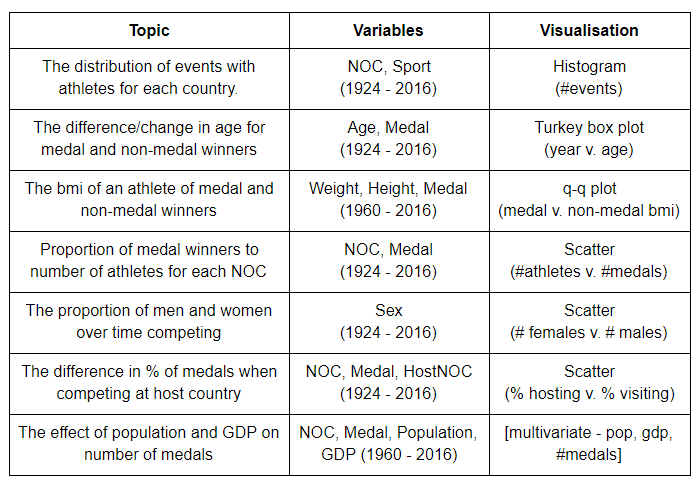 Topic Variables Visualisation
The distribution of events with
athletes for each country.
NOC, Sport
(1924 - 2016)
Histogram
(#events)
The difference/change in age for
medal and non-medal winners
Age, Medal
(1924 - 2016)
Turkey box plot
(year v. age)
The bmi of an athlete of medal and
non-medal winners
Weight, Height, Medal
(1960 - 2016)
q-q plot
(medal v. non-medal bmi)
Proportion of medal winners to
number of athletes for each NOC
NOC, Medal
(1924 - 2016)
Scatter
(#athletes v. #medals)
The proportion of men and women
over time competing
Sex
(1924 - 2016)
Scatter
(# females v. # males)
The difference in % of medals when
competing at host country
NOC, Medal, HostNOC
(1924 - 2016)
Scatter
(% hosting v. % visiting)
The effect of population and GDP on
number of medals
NOC, Medal, Population,
GDP (1960 - 2016)
[multivariate - pop, gdp,
#medals]